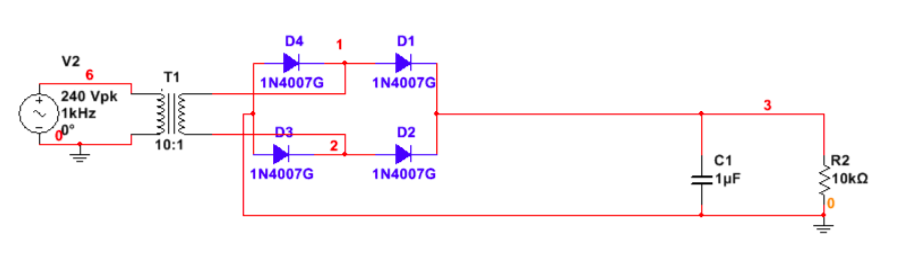 D4
1
D1
V2
6
T1
1N4007G
1N4007G
240 Vpk
1kHz
0°
0
3
10:1
D3
2
D2
1N4007G
1N4007G
C1
1µF
R2
10kΩ
0